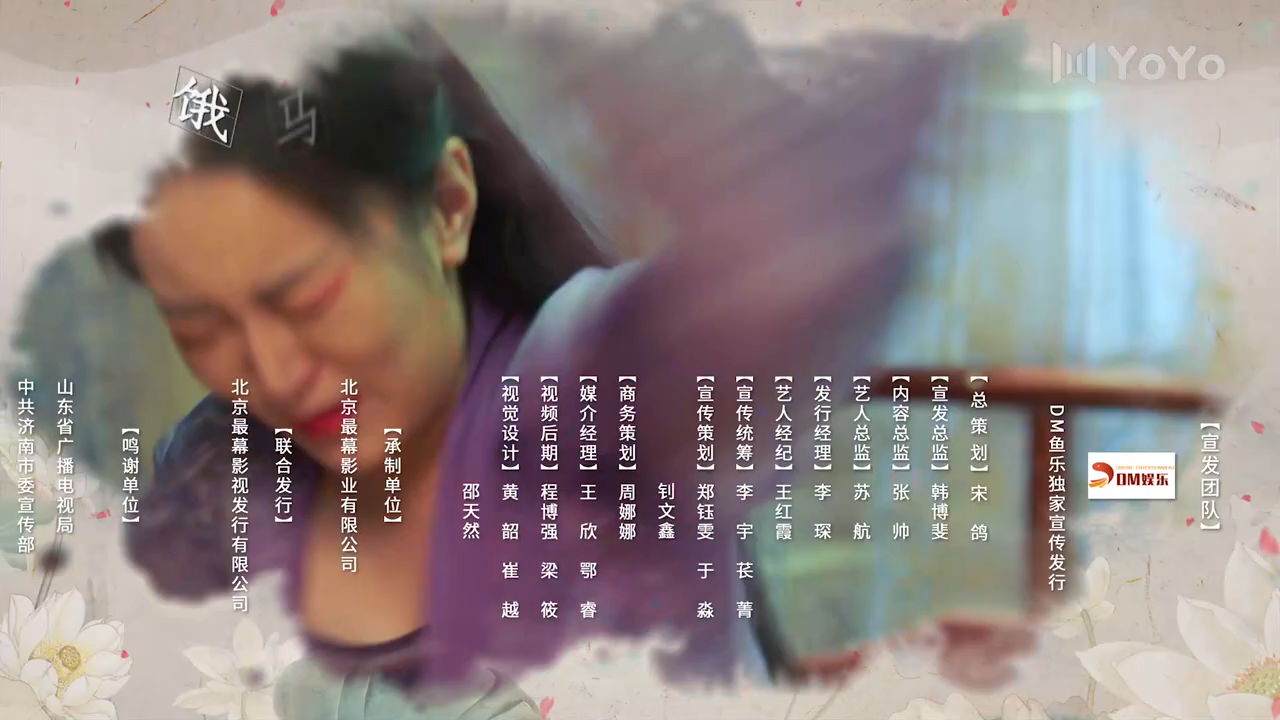 YoYo
饿
马
【宣发团队】
DM娱乐
DM鱼乐独家宣传发行
【总策划】 宋鸽
【宣发总监】 韩博斐
【内容总监】 张帅
【艺人总监】 苏航
【发行经理】 李琛
【艺人经纪】 王红霞
【宣传统筹】 李宇 苌菁
【宣传策划】 郑钰雯 于淼
钊文鑫
【商务策划】 周娜娜
【媒介经理】 王欣 鄂睿
【视频后期】 程博强 梁筱
【视觉设计】 黄韶 崔越
邵天然
【承制单位】
北京最幕影业有限公司
【联合发行】
北京最幕影视发行有限公司
【鸣谢单位】
山东省广播电视局
中共济南市委宣传部